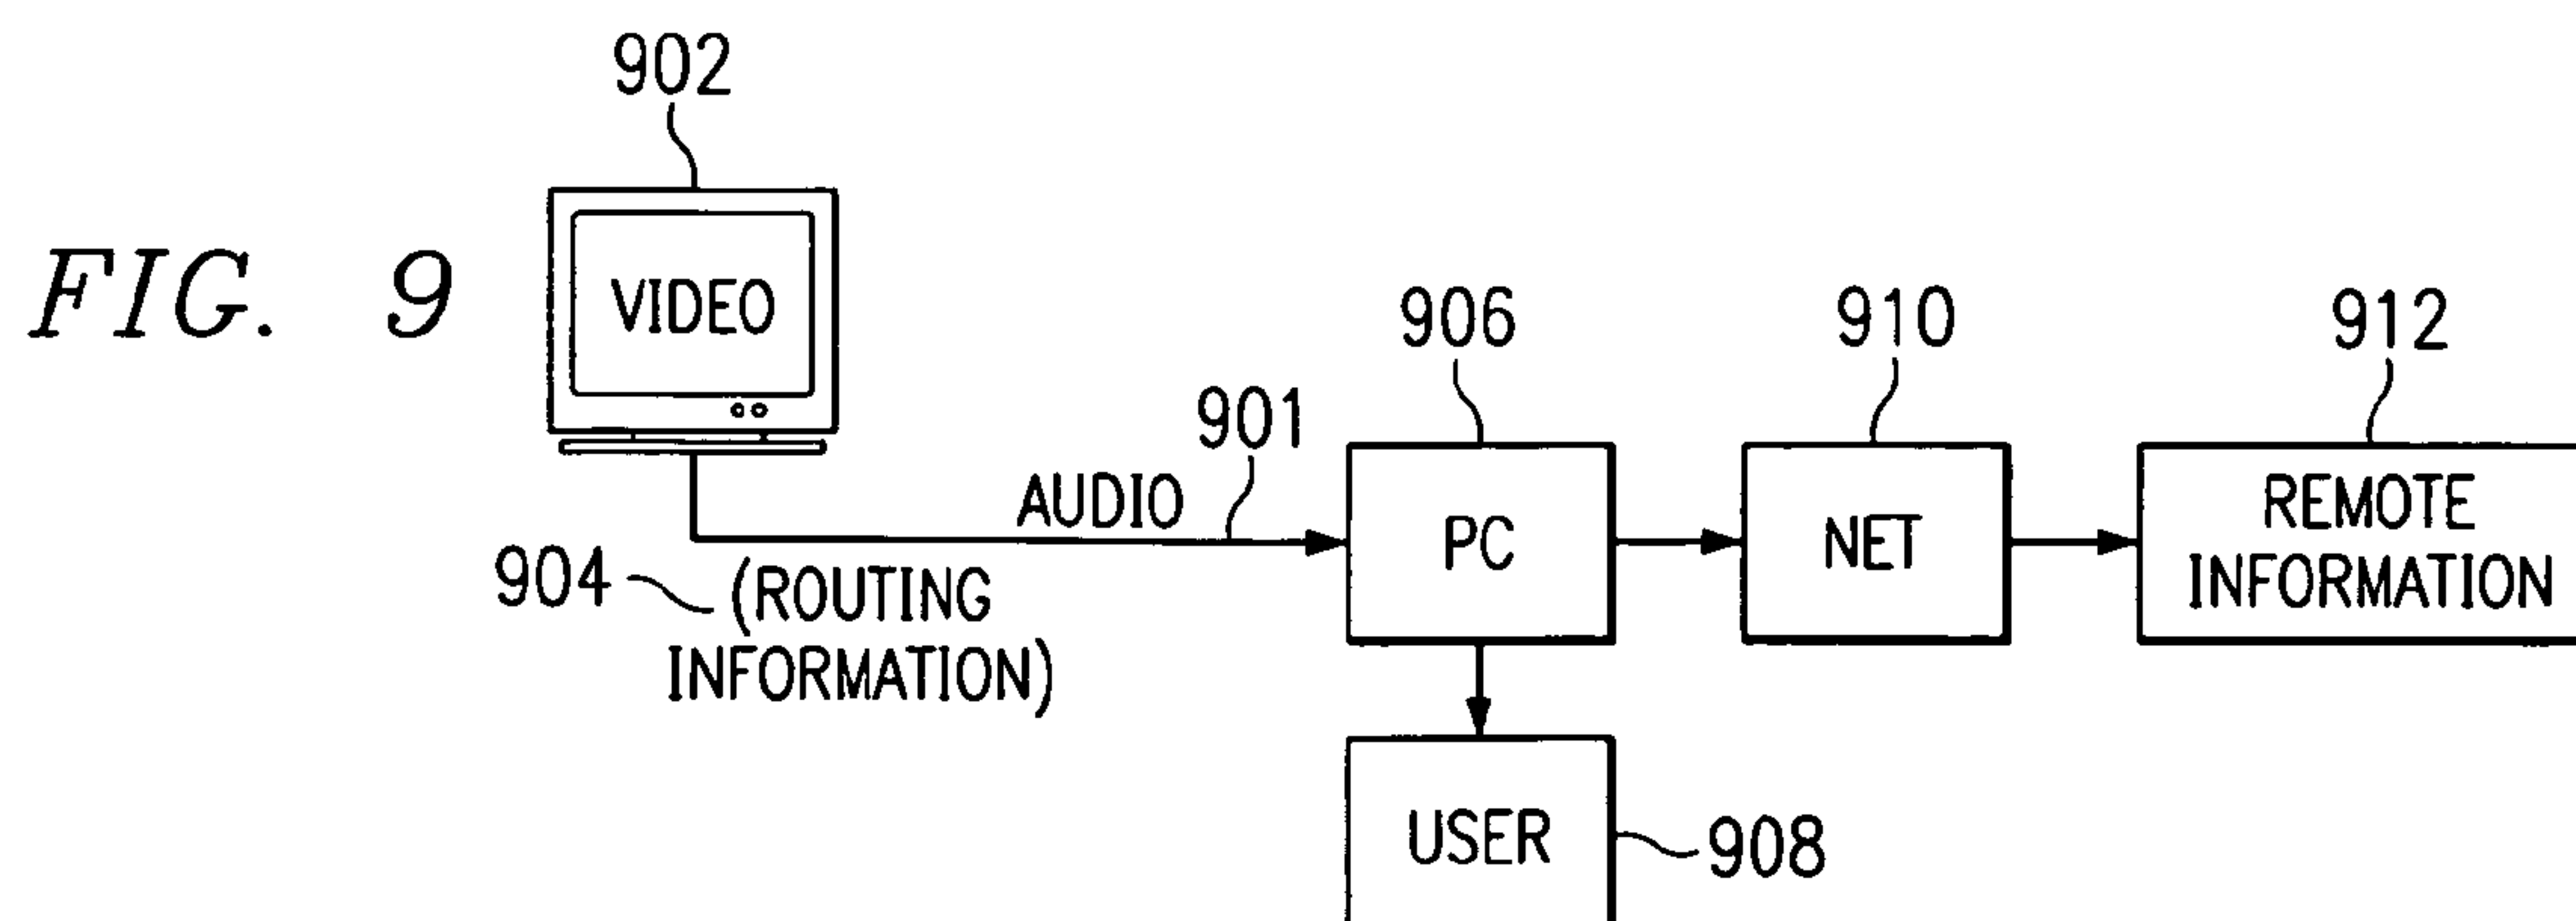 FIG. 9
902
VIDEO
904
(ROUTING
INFORMATION)
AUDIO
901
906
PC
910
NET
912
REMOTE
INFORMATION
USER
908